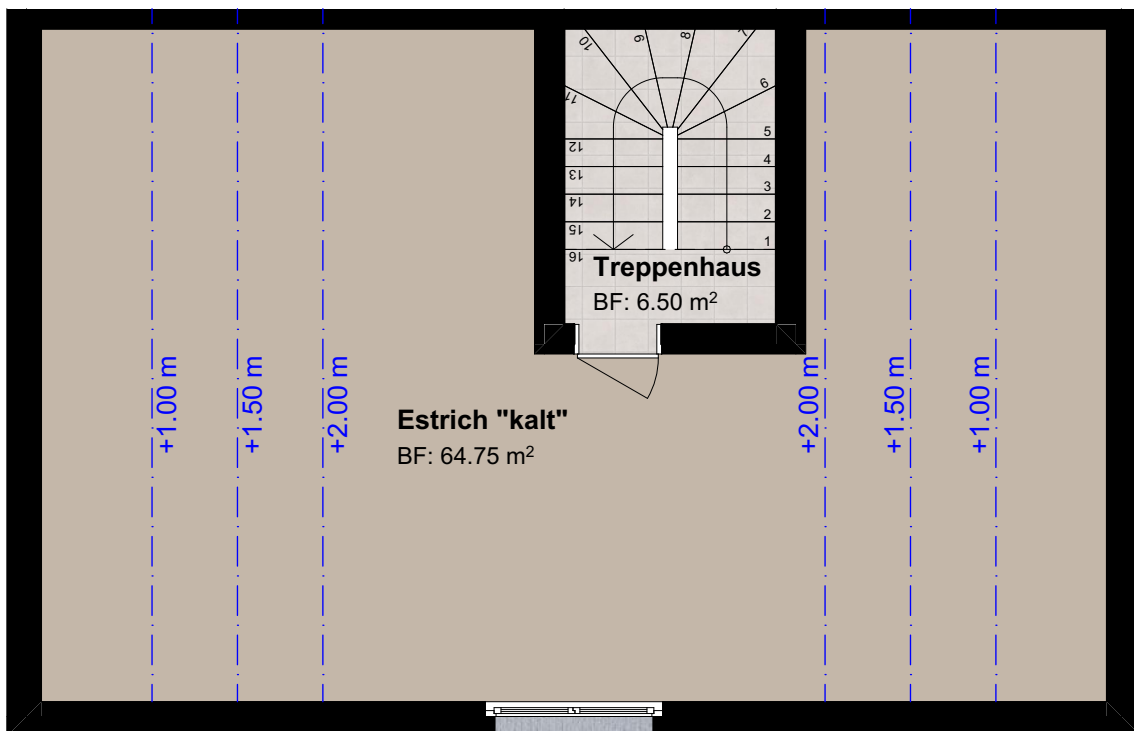 10
9
8
7
11
6
12
5
13
4
14
3
15
2
16
1
Treppenhaus
BF: 6.50 m²
+1.00 m
+1.50 m
+2.00 m
+2.00 m
+1.50 m
+1.00 m
Estrich "kalt"
BF: 64.75 m²